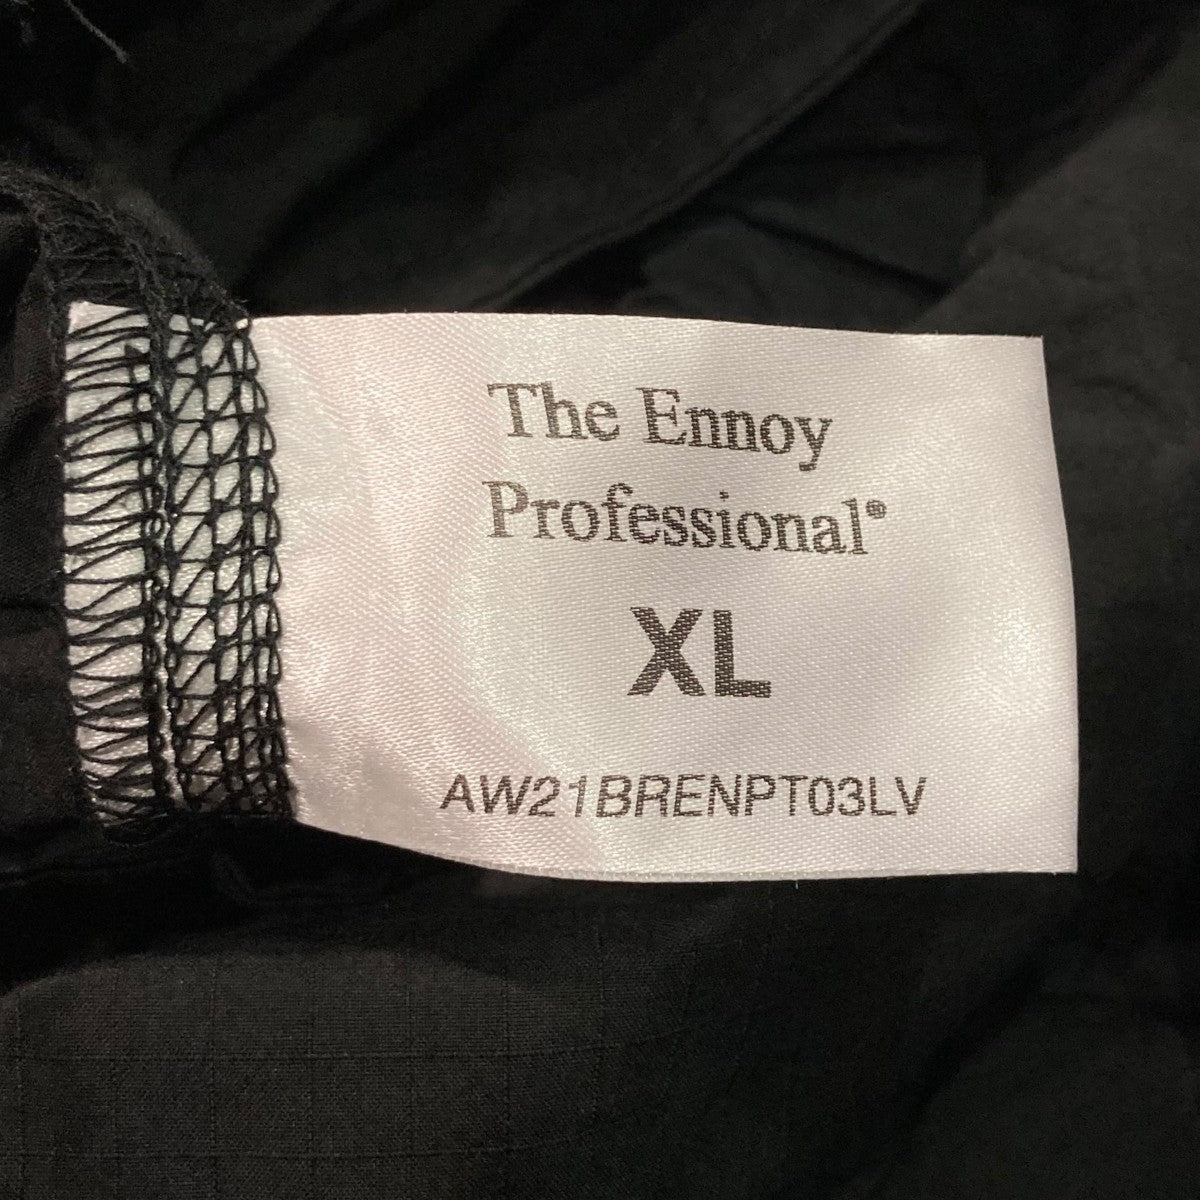 The Ennoy
Professional®
XL
AW21BRENPT03LV